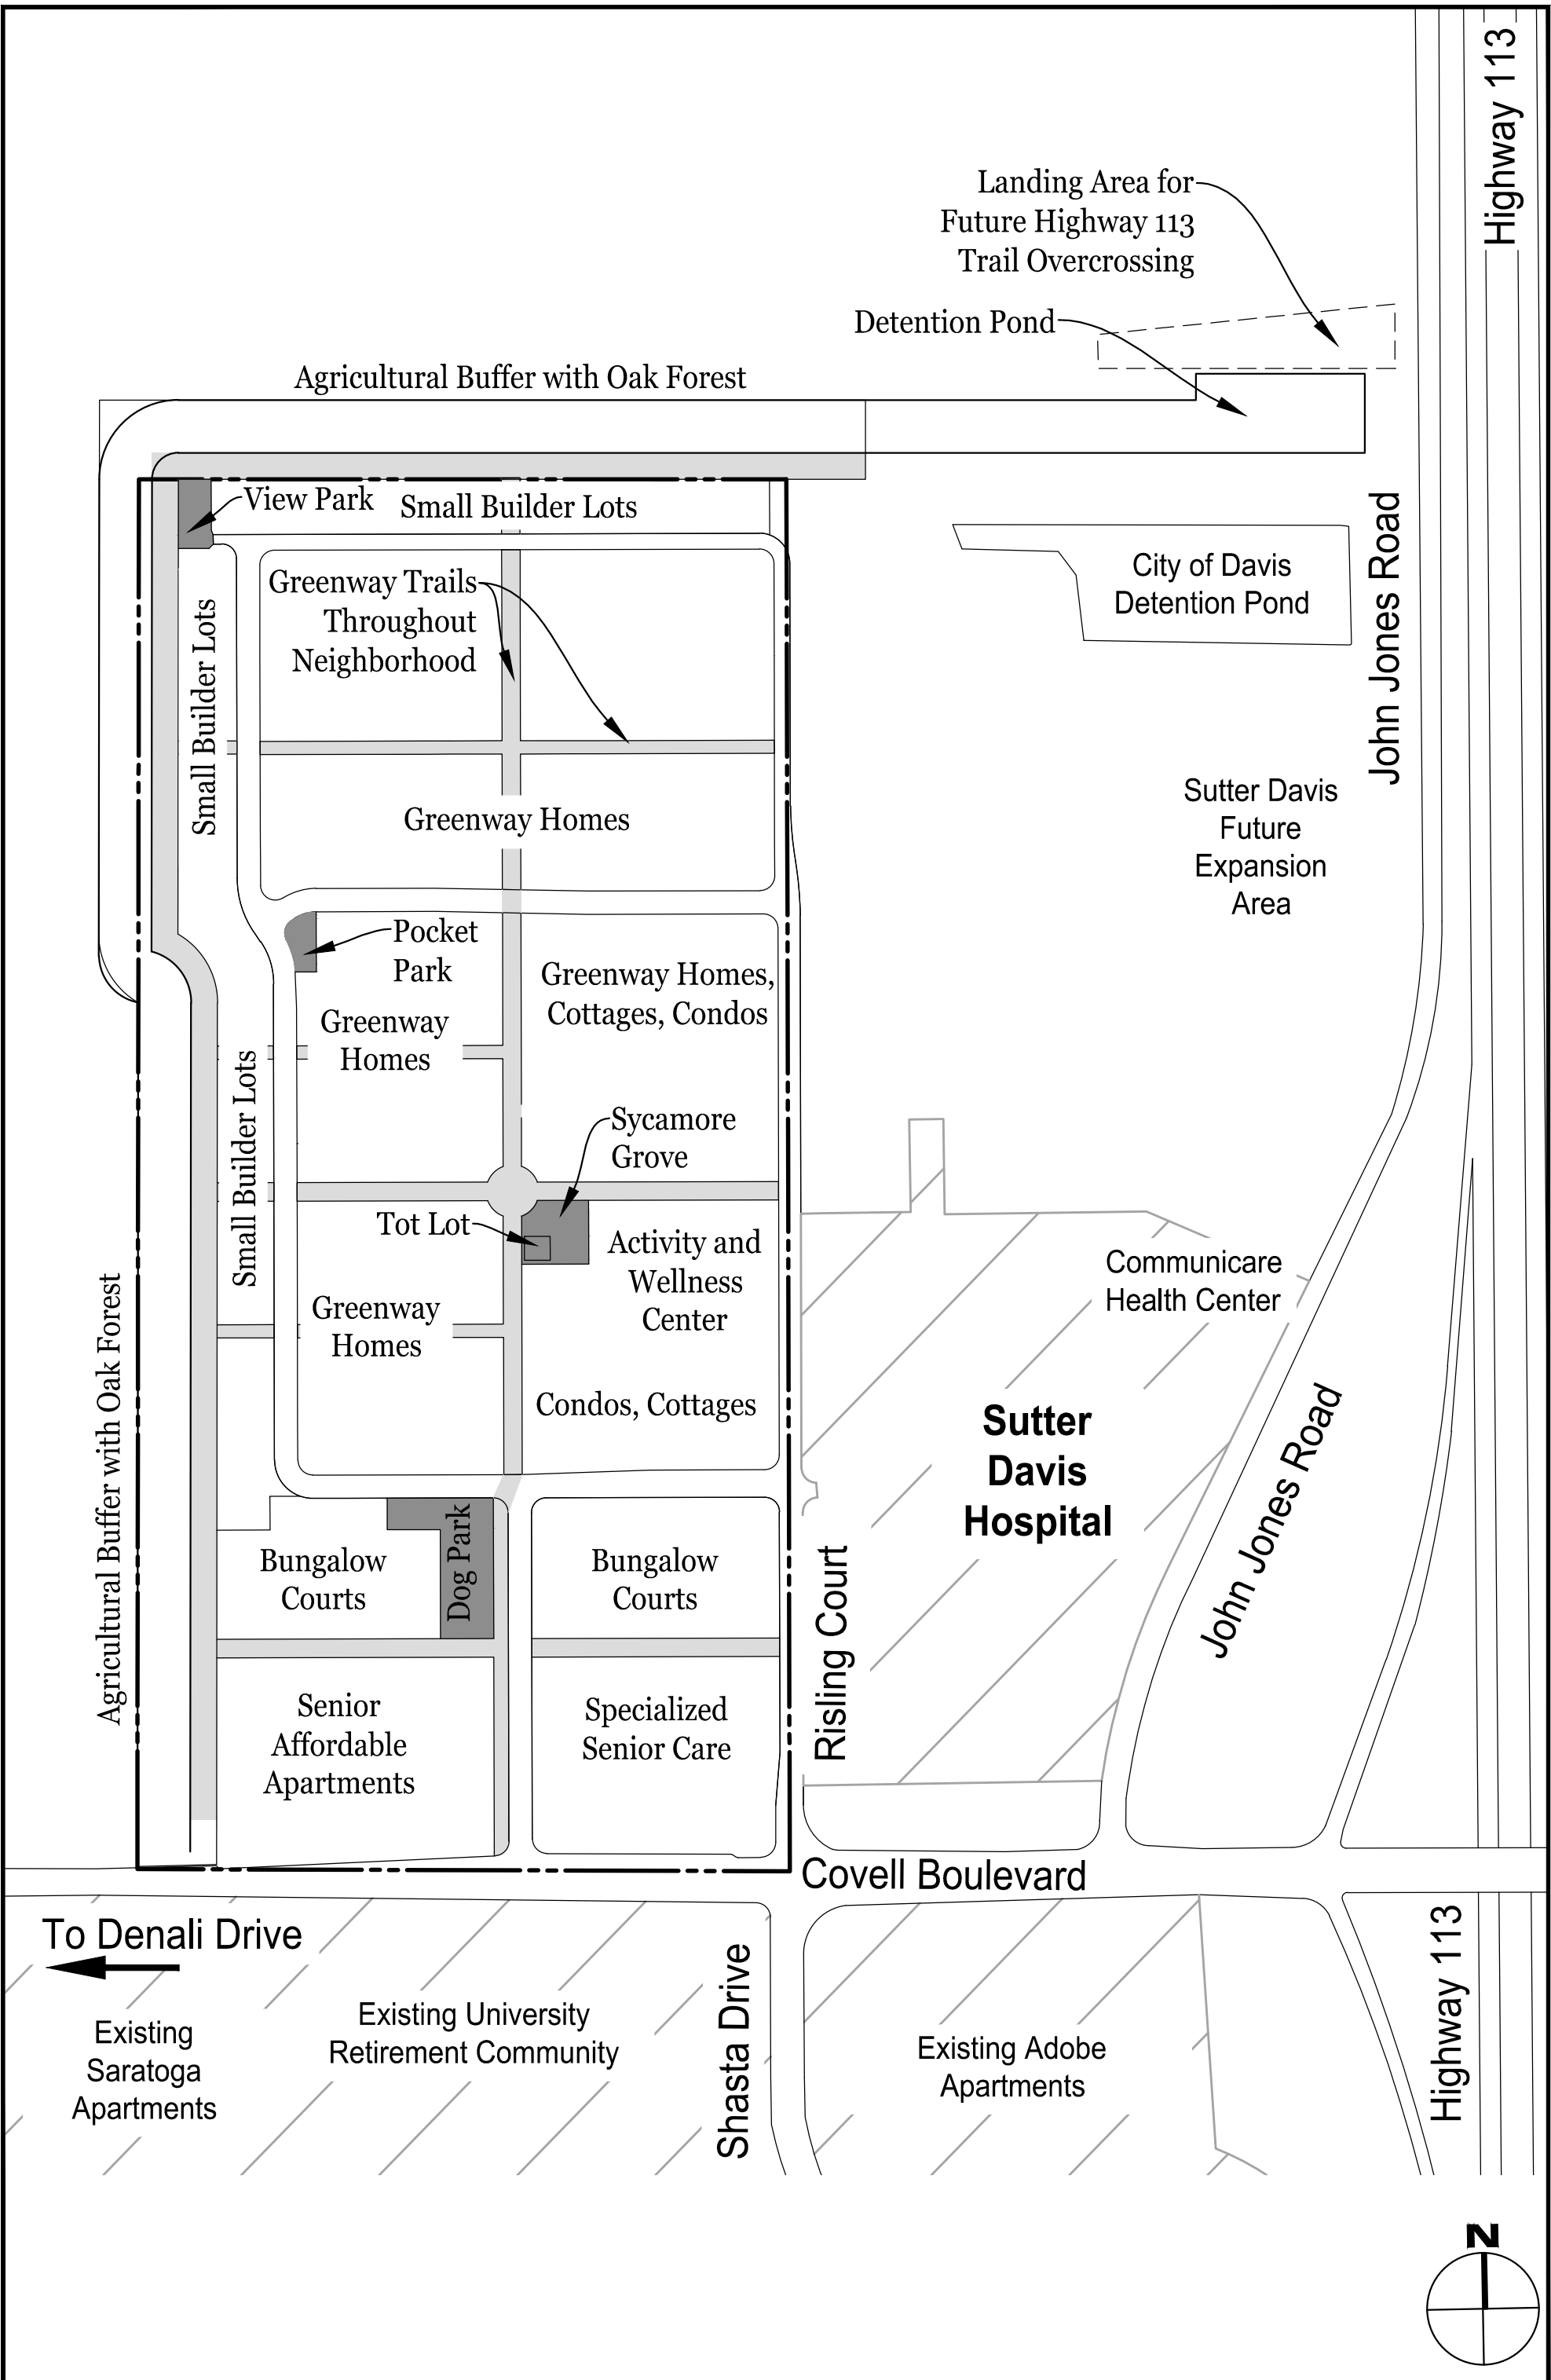 Highway 113
Landing Area for
Future Highway 113
Trail Overcrossing
Detention Pond
Agricultural Buffer with Oak Forest
View Park
Small Builder Lots
City of Davis
Detention Pond
John Jones Road
Greenway Trails
Throughout
Neighborhood
Small Builder Lots
Sutter Davis
Future
Expansion
Area
Greenway Homes
Pocket
Park
Greenway Homes,
Cottages, Condos
Greenway
Homes
Small Builder Lots
Sycamore
Grove
Tot Lot
Activity and
Wellness
Center
Communicare
Health Center
Greenway
Homes
Agricultural Buffer with Oak Forest
Condos, Cottages
Sutter
Davis
Hospital
John Jones Road
Dog Park
Bungalow
Courts
Bungalow
Courts
Risling Court
Senior
Affordable
Apartments
Specialized
Senior Care
Covell Boulevard
To Denali Drive
Highway 113
Shasta Drive
Existing University
Retirement Community
Existing
Saratoga
Apartments
Existing Adobe
Apartments
N